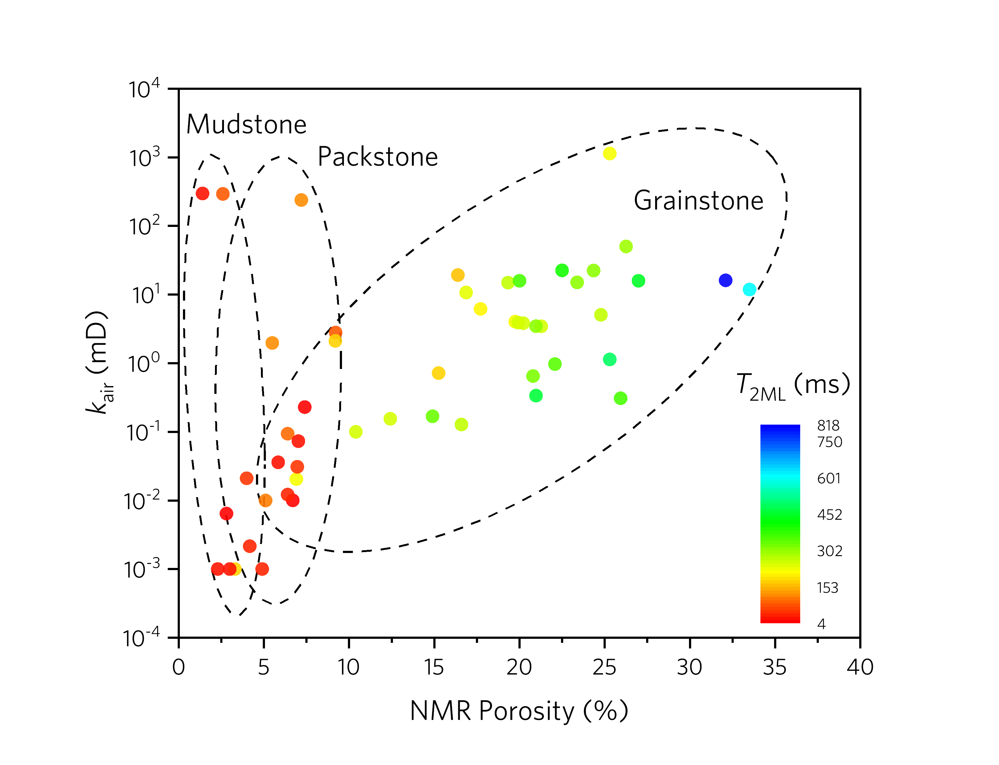 Mudstone
Packstone
Grainstone
k_air (mD)
10^4
10^3
10^2
10^1
10^0
10^-1
10^-2
10^-3
10^-4
T_2ML (ms)
818
750
601
452
302
153
4
0 5 10 15 20 25 30 35 40
NMR Porosity (%)